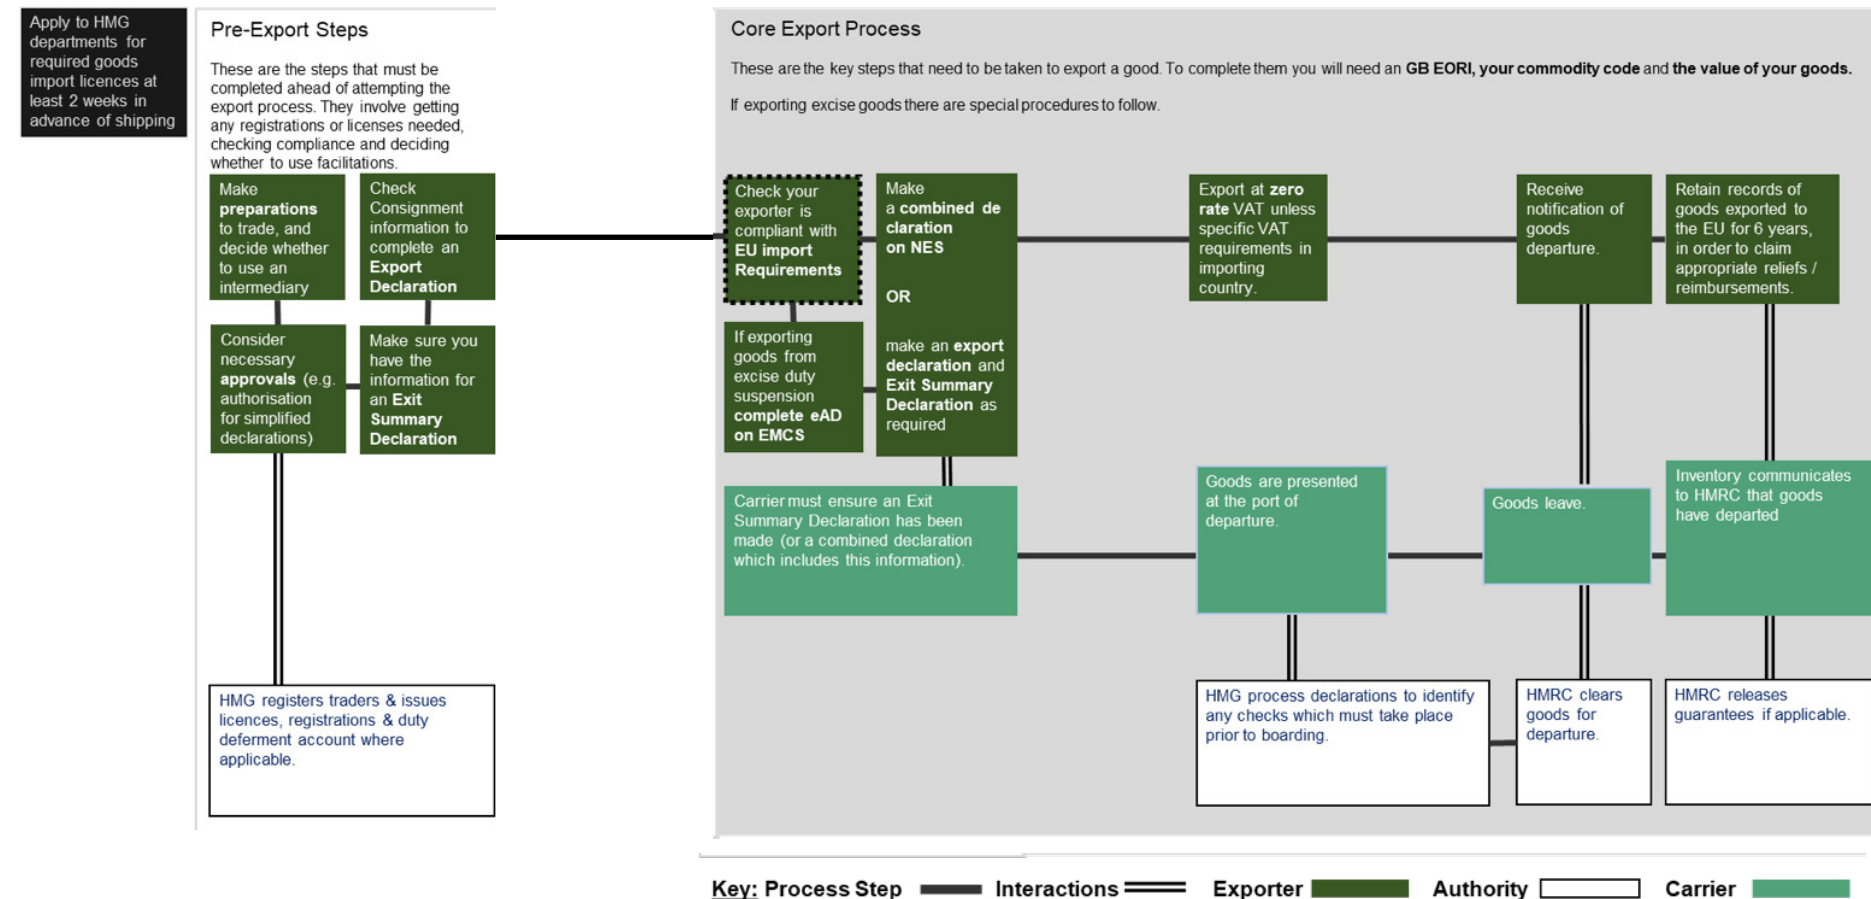 Apply to HMG
departments for
required goods
import licences at
least 2 weeks in
advance of shipping
Pre-Export Steps
These are the steps that must be
completed ahead of attempting the
export process. They involve getting
any registrations or licenses needed,
checking compliance and deciding
whether to use facilitations.
Make
preparations
to trade, and
decide whether
to use an
intermediary
Check
Consignment
information to
complete an
Export
Declaration
Consider
necessary
approvals (e.g.
authorisation
for simplified
declarations)
Make sure you
have the
information for
an Exit
Summary
Declaration
HMG registers traders & issues
licences, registrations & duty
deferment account where
applicable.
Core Export Process
These are the key steps that need to be taken to export a good. To complete them you will need an GB EORI, your commodity code and the value of your goods.
If exporting excise goods there are special procedures to follow.
Check your
exporter is
compliant with
EU import
Requirements
If exporting
goods from
excise duty
suspension
complete eAD
on EMCS
Make
a combined de
claration
on NES
OR
make an export
declaration and
Exit Summary
Declaration as
required
Export at zero
rate VAT unless
specific VAT
requirements in
importing
country.
Receive
notification of
goods
departure.
Retain records of
goods exported to
the EU for 6 years,
in order to claim
appropriate reliefs /
reimbursements.
Carrier must ensure an Exit
Summary Declaration has been
made (or a combined declaration
which includes this information).
Goods are presented
at the port of
departure.
Goods leave.
Inventory communicates
to HMRC that goods
have departed
HMG process declarations to identify
any checks which must take place
prior to boarding.
HMRC clears
goods for
departure.
HMRC releases
guarantees if applicable.
Key: Process Step Interactions Exporter Authority Carrier